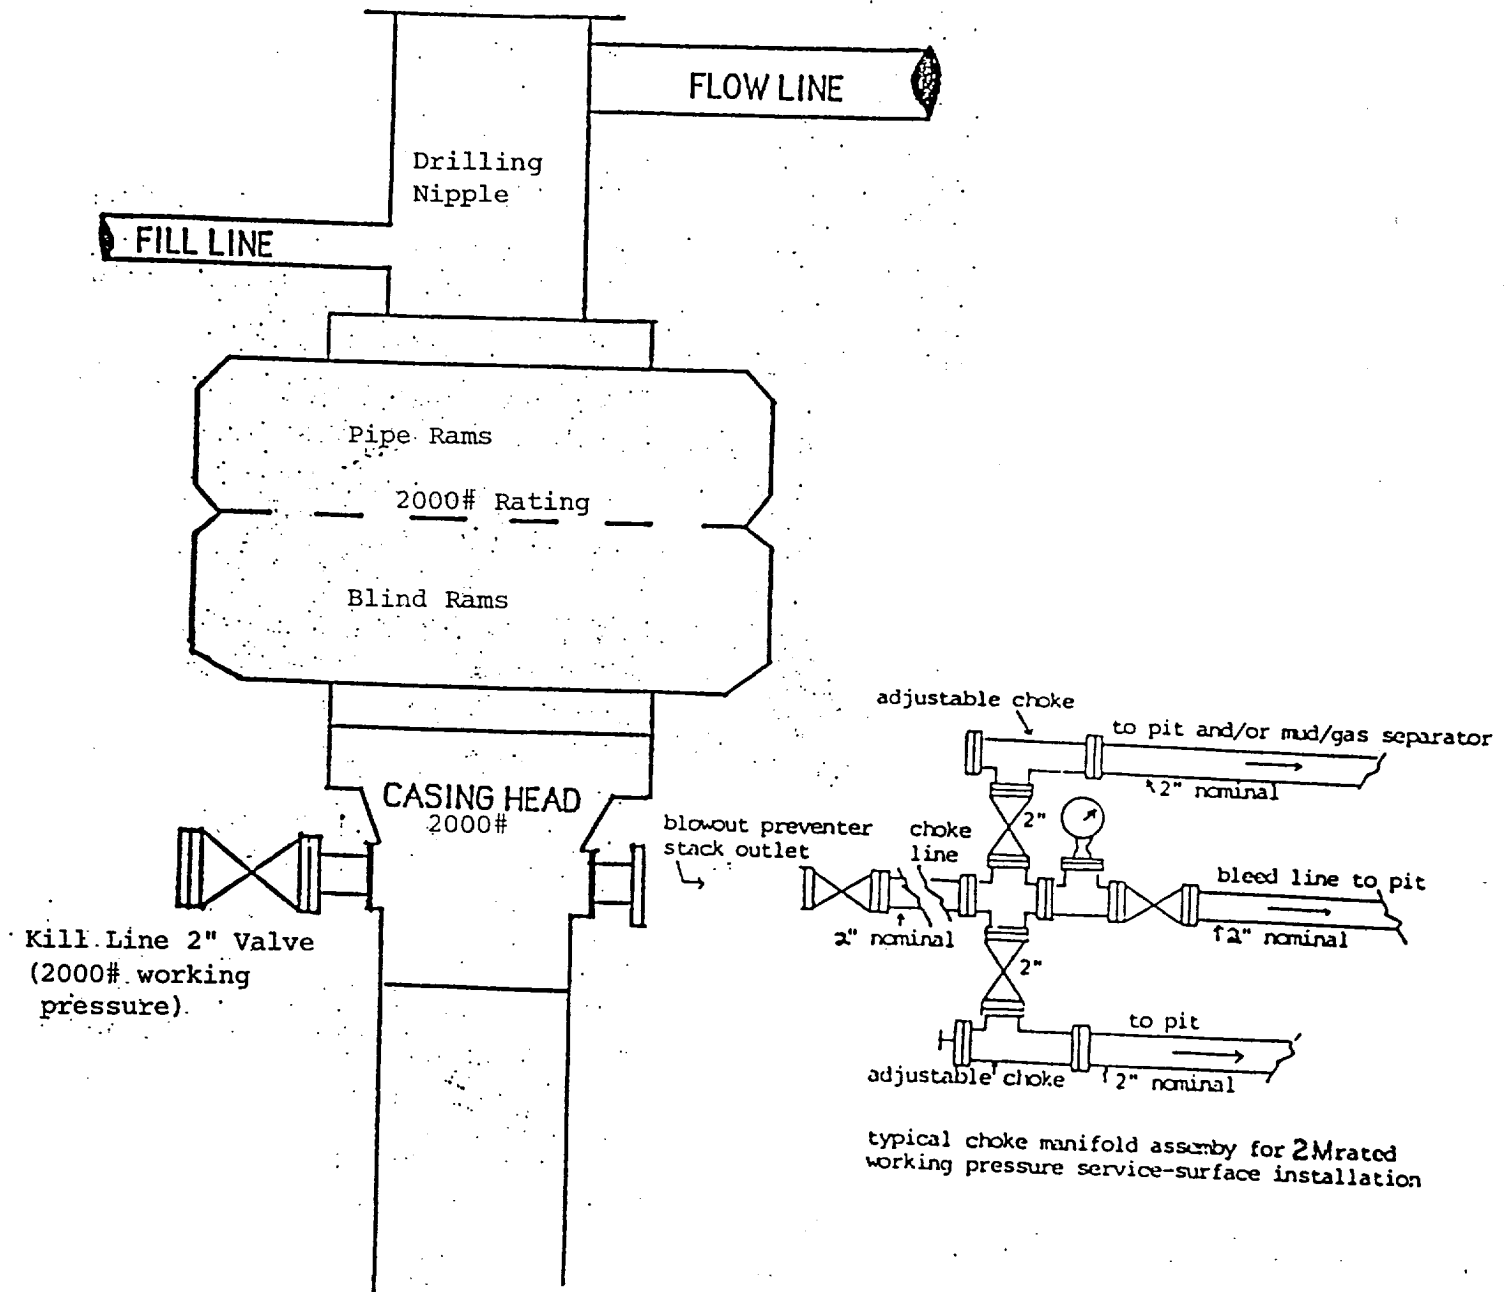 FLOW LINE
Drilling
Nipple
FILL LINE
Pipe Rams
2000# Rating
Blind Rams
CASING HEAD
2000#
Kill Line 2" Valve
(2000# working
pressure)
blowout preventer
stack outlet
adjustable choke
to pit and/or mud/gas separator
2" nominal
2"
choke
line
bleed line to pit
2" nominal
2" nominal
2"
to pit
adjustable choke
2" nominal
typical choke manifold assemby for 2M rated
working pressure service-surface installation